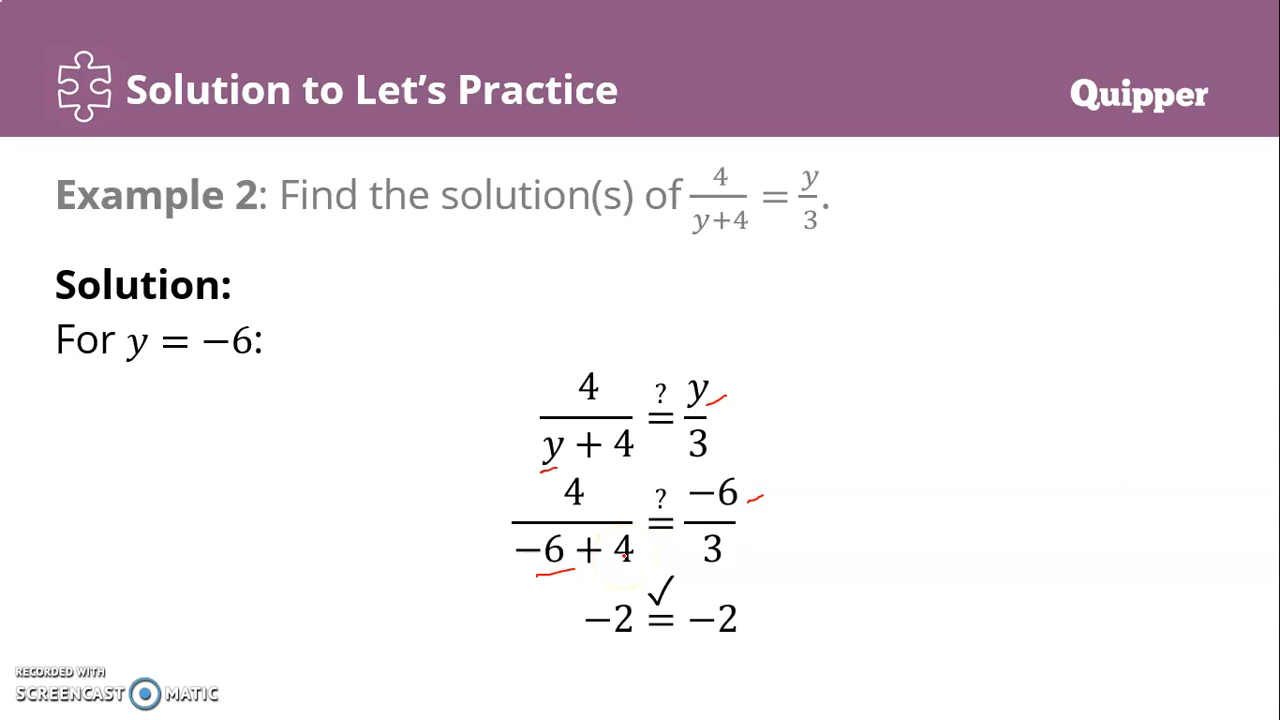 Solution to Let's Practice
Quipper
Example 2: Find the solution(s) of 4/(y+4) = y/3.
Solution:
For y = −6:
4/(y + 4) ?= y/3
4/(−6 + 4) ?= −6/3
−2 ✓= −2
RECORDED WITH
SCREENCAST MATIC